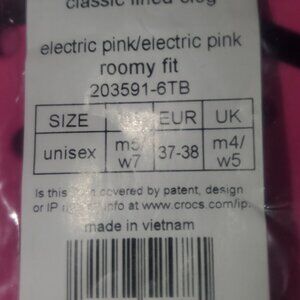 classic lined clog
electric pink/electric pink
roomy fit
203591-6TB
SIZE EUR UK
unisex m5/ w7 37-38 m4/ w5
Is this covered by patent, design
or IP info at www.crocs.com/ip.
made in vietnam